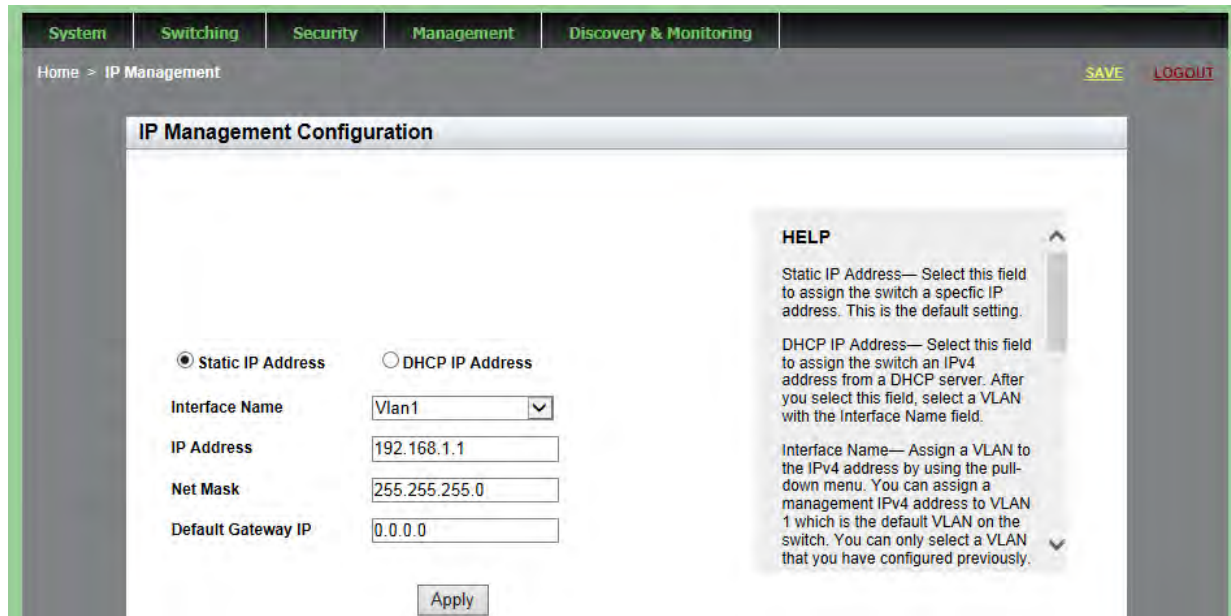 System Switching Security Management Discovery & Monitoring
Home > IP Management SAVE LOGOUT
IP Management Configuration
Static IP Address DHCP IP Address
Interface Name Vlan1
IP Address 192.168.1.1
Net Mask 255.255.255.0
Default Gateway IP 0.0.0.0
Apply
HELP
Static IP Address— Select this field
to assign the switch a specfic IP
address. This is the default setting.
DHCP IP Address— Select this field
to assign the switch an IPv4
address from a DHCP server. After
you select this field, select a VLAN
with the Interface Name field.
Interface Name— Assign a VLAN to
the IPv4 address by using the pull-
down menu. You can assign a
management IPv4 address to VLAN
1 which is the default VLAN on the
switch. You can only select a VLAN
that you have configured previously.